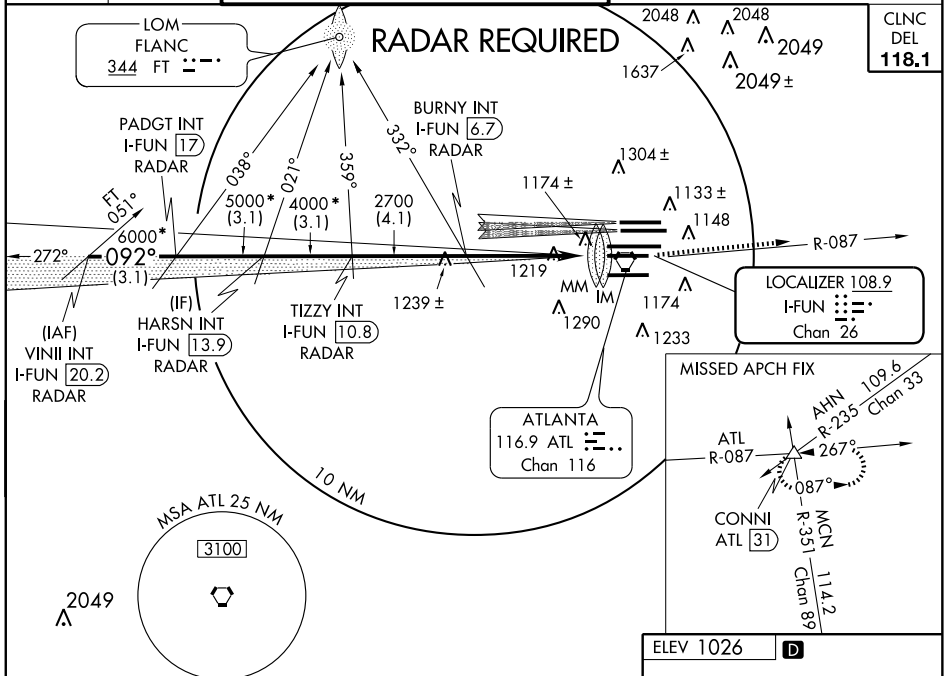 LOM
FLANC
344 FT
RADAR REQUIRED
2048
2048
2049
1637
2049 ±
CLNC
DEL
118.1
PADGT INT
I-FUN 17
RADAR
BURNY INT
I-FUN 6.7
RADAR
038°
021°
359°
332°
1304 ±
1174 ±
1133 ±
1148
FT
051°
6000*
5000*
(3.1)
4000*
(3.1)
2700
(4.1)
272°
092°
(3.1)
R-087
1219
1239 ±
MM
IM
1174
1290
1233
(IAF)
VINII INT
I-FUN 20.2
RADAR
(IF)
HARSN INT
I-FUN 13.9
RADAR
TIZZY INT
I-FUN 10.8
RADAR
LOCALIZER 108.9
I-FUN
Chan 26
ATLANTA
116.9 ATL
Chan 116
10 NM
MISSED APCH FIX
AHN 109.6
R-235 Chan 33
ATL
R-087
267°
087°
CONNI
ATL 31
MCN 114.2
R-351 Chan 89
MSA ATL 25 NM
3100
2049
ELEV 1026 D